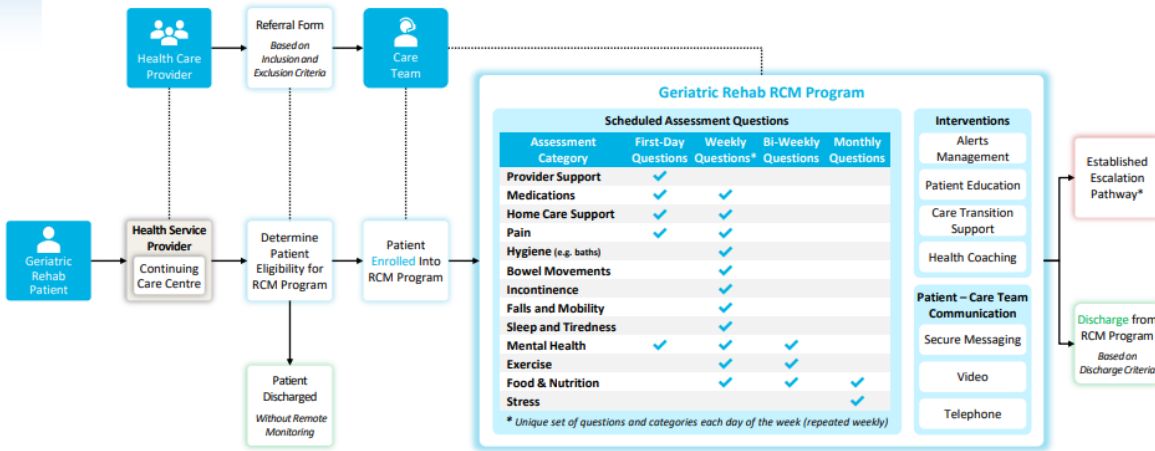 Health Care
Provider
Referral Form
Based on
Inclusion and
Exclusion Criteria
Care
Team
Geriatric
Rehab
Patient
Health Service
Provider
Continuing
Care Centre
Determine
Patient
Eligibility for
RCM Program
Patient
Enrolled Into
RCM Program
Patient
Discharged
Without Remote
Monitoring
Geriatric Rehab RCM Program
Scheduled Assessment Questions
Assessment Category
First-Day Questions
Weekly Questions*
Bi-Weekly Questions
Monthly Questions
Provider Support
Medications
Home Care Support
Pain
Hygiene (e.g. baths)
Bowel Movements
Incontinence
Falls and Mobility
Sleep and Tiredness
Mental Health
Exercise
Food & Nutrition
Stress
* Unique set of questions and categories each day of the week (repeated weekly)
Interventions
Alerts
Management
Patient Education
Care Transition
Support
Health Coaching
Patient – Care Team
Communication
Secure Messaging
Video
Telephone
Established
Escalation
Pathway*
Discharge from
RCM Program
Based on
Discharge Criteria